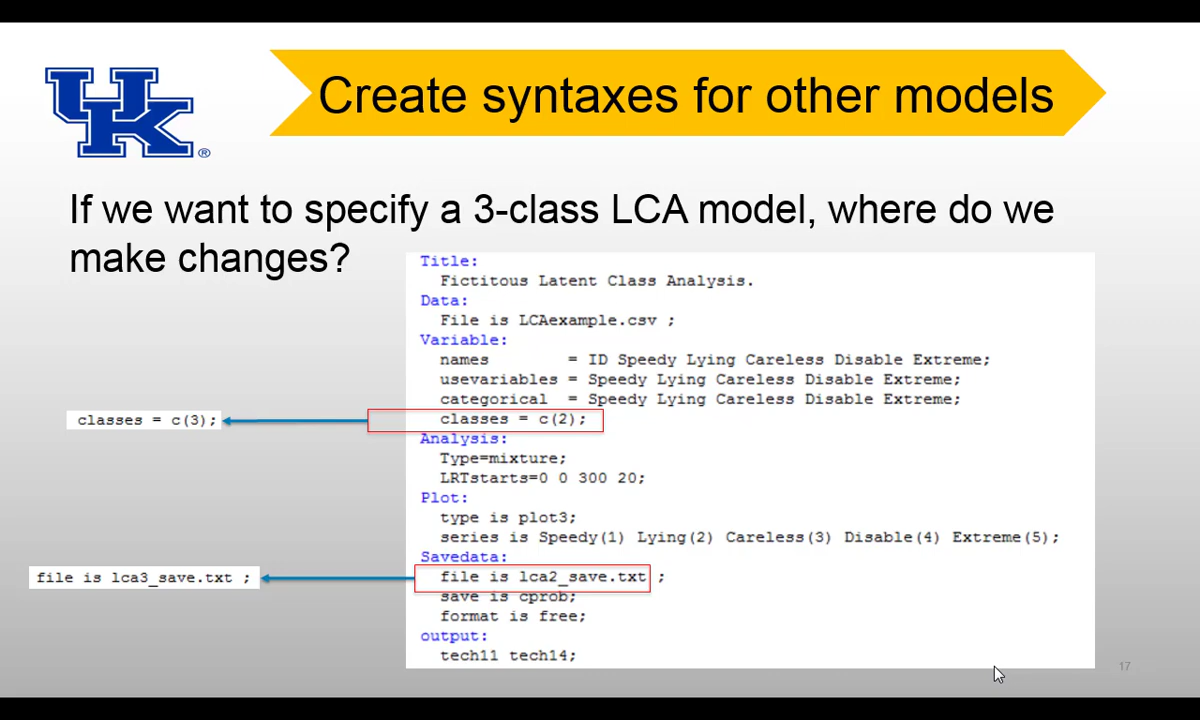 UK ®
Create syntaxes for other models
If we want to specify a 3-class LCA model, where do we
make changes?
Title:
Fictitous Latent Class Analysis.
Data:
File is LCAexample.csv ;
Variable:
names = ID Speedy Lying Careless Disable Extreme;
usevariables = Speedy Lying Careless Disable Extreme;
categorical = Speedy Lying Careless Disable Extreme;
classes = c(3);
classes = c(2);
Analysis:
Type=mixture;
LRTstarts=0 0 300 20;
Plot:
type is plot3;
series is Speedy(1) Lying(2) Careless(3) Disable(4) Extreme(5);
Savedata:
file is lca3_save.txt ;
file is lca2_save.txt ;
save is cprob;
format is free;
output:
tech11 tech14;
17